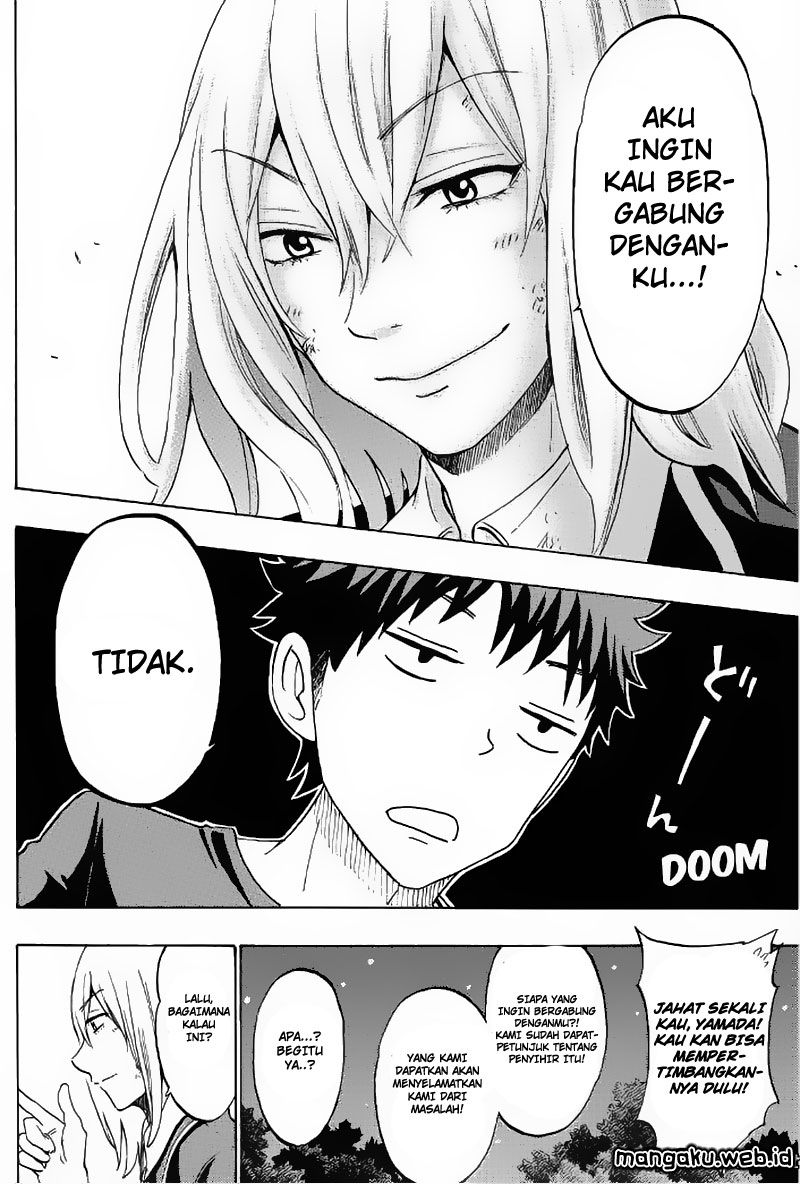 AKU
INGIN
KAU BER-
GABUNG
DENGAN-
KU...!
TIDAK.
どーん
DOOM
JAHAT SEKALI
KAU, YAMADA!
KAU KAN BISA
MEMPER-
TIMBANGKAN-
NYA DULU!
SIAPA YANG
INGIN BERGABUNG
DENGANMU?!
KAMI SUDAH DAPAT-
PETUNJUK TENTANG
PENYIHIR ITU!
YANG KAMI
DAPATKAN AKAN
MENYELAMATKAN
KAMI DARI
MASALAH!
APA...?
BEGITU
YA..?
LALU,
BAGAIMANA
KALAU
INI?
mangaku.web.id